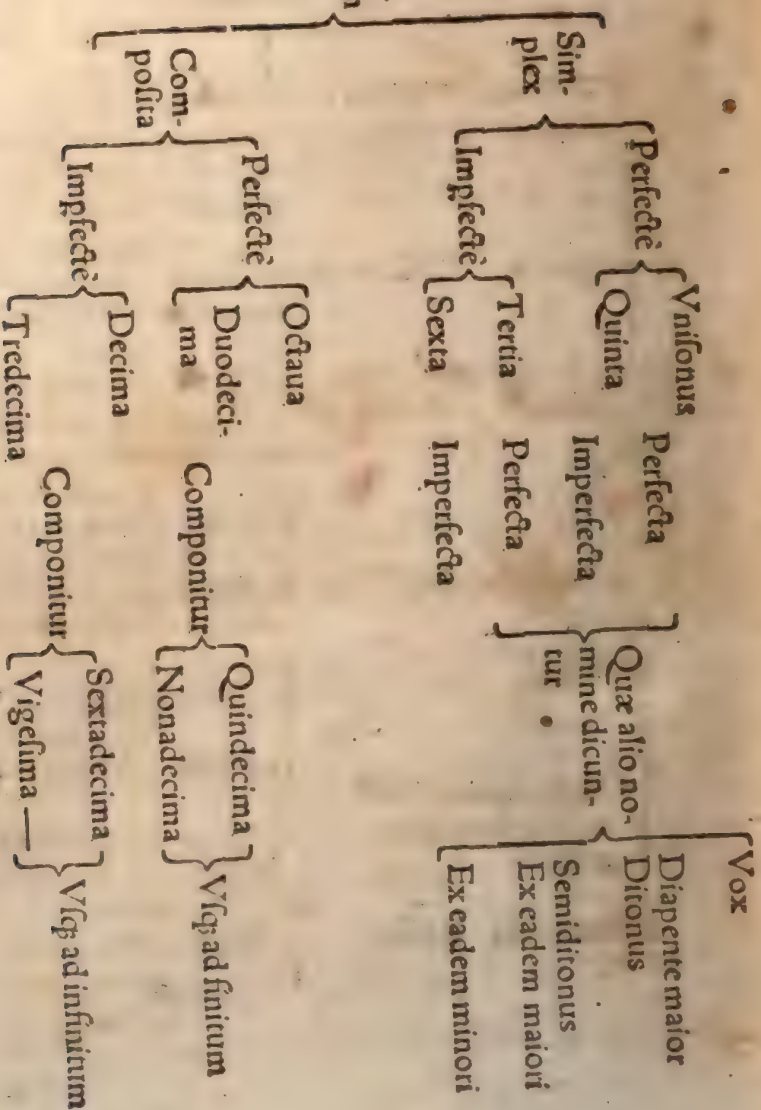 Sim-
plex
Perfectè
Vniſonus
Quinta
Imꝑfectè
Tertia
Sexta
Perfecta
Imperfecta
Perfecta
Imperfecta
Quæ alio no-
mine dicun-
tur
Vox
Diapente maior
Ditonus
Semiditonus
Ex eadem maiori
Ex eadem minori
Com-
poſita
Perfectè
Octaua
Duodeci-
ma
Componitur
Quindecima
Nonadecima
Vſq; ad finitum
Imꝑfectè
Decima
Tredecima
Componitur
Sextadecima
Vigeſima —
Vſq; ad infinitum